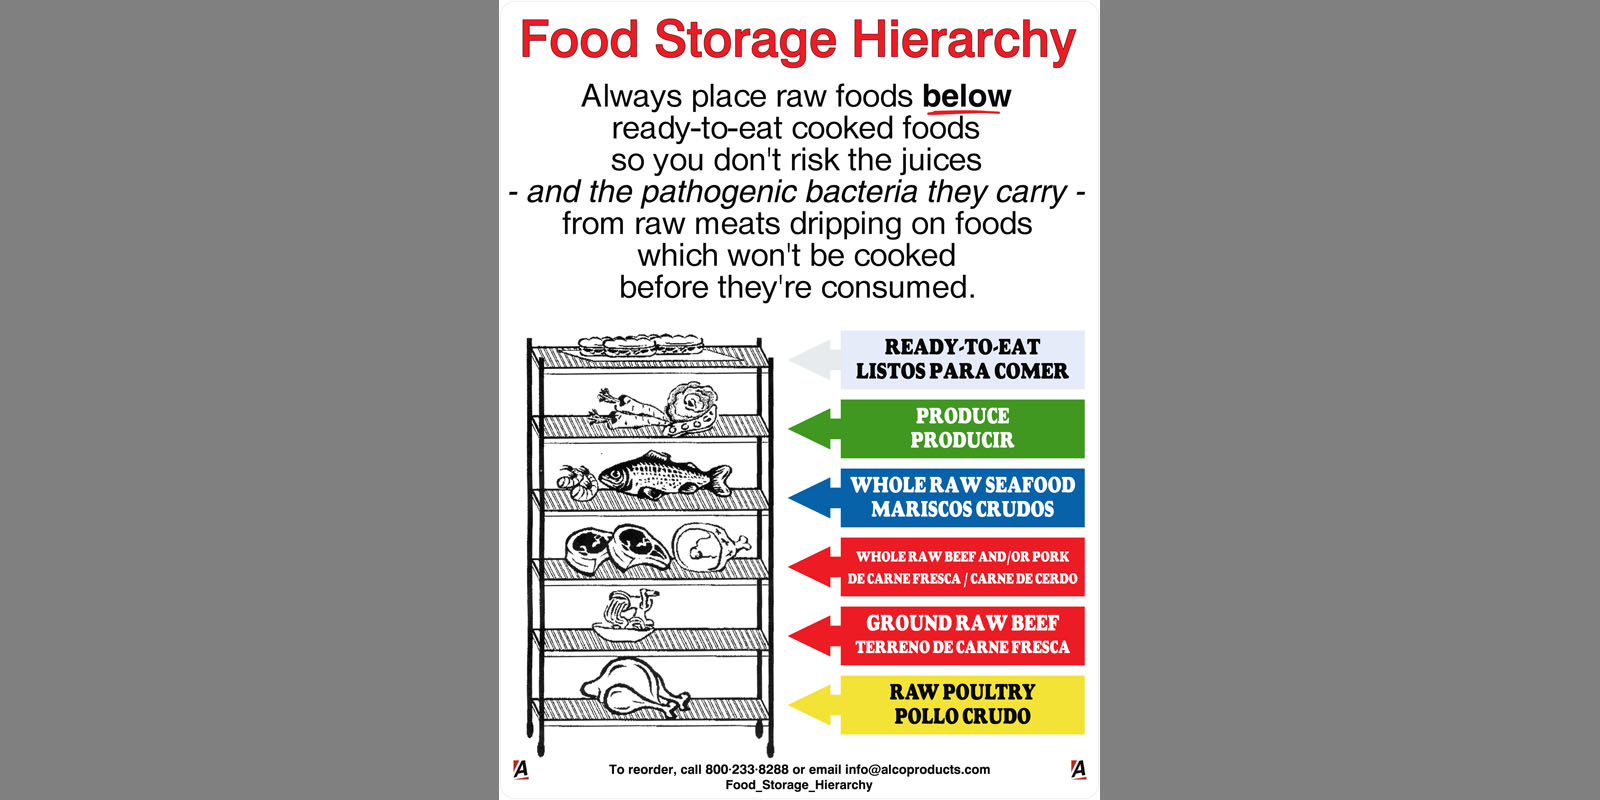 Food Storage Hierarchy
Always place raw foods below
ready-to-eat cooked foods
so you don't risk the juices
- and the pathogenic bacteria they carry -
from raw meats dripping on foods
which won't be cooked
before they're consumed.
READY-TO-EAT
LISTOS PARA COMER
PRODUCE
PRODUCIR
WHOLE RAW SEAFOOD
MARISCOS CRUDOS
WHOLE RAW BEEF AND/OR PORK
DE CARNE FRESCA / CARNE DE CERDO
GROUND RAW BEEF
TERRENO DE CARNE FRESCA
RAW POULTRY
POLLO CRUDO
A
To reorder, call 800·233·8288 or email info@alcoproducts.com
A
Food_Storage_Hierarchy